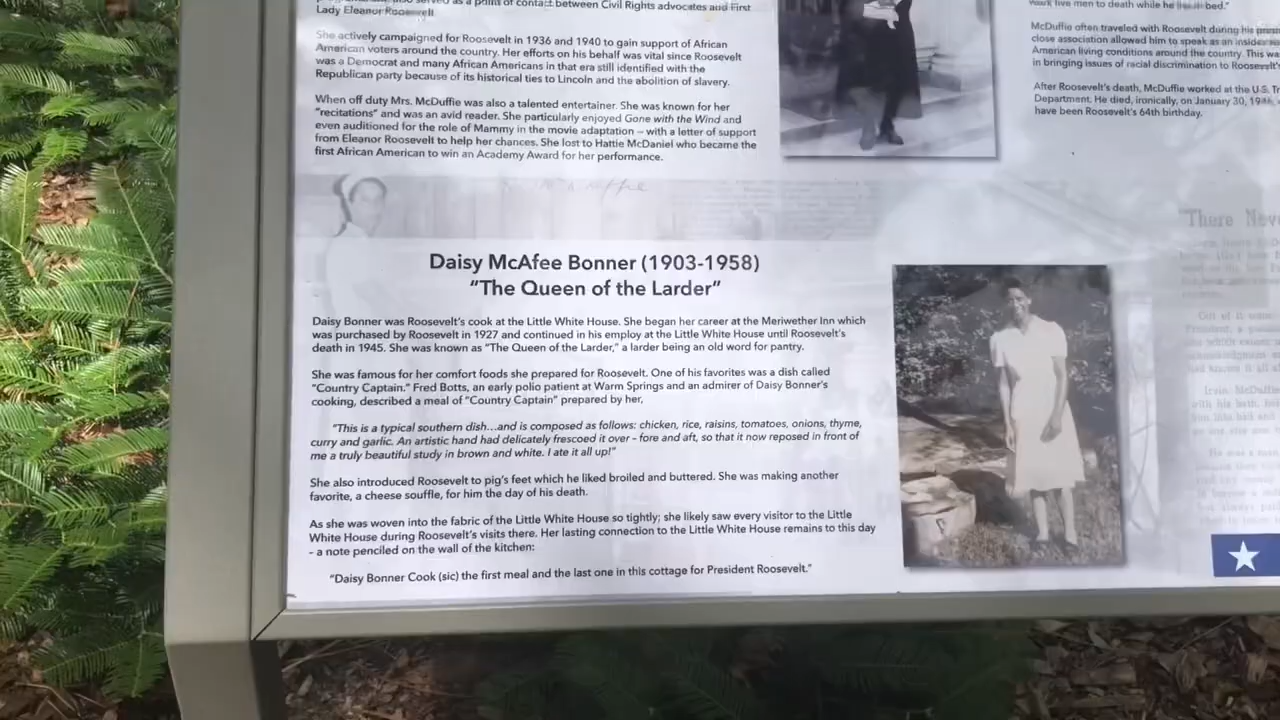 served as a point of contact between Civil Rights advocates and First
Lady Eleanor Roosevelt
She actively campaigned for Roosevelt in 1936 and 1940 to gain support of African
American voters around the country. Her efforts on his behalf was vital since Roosevelt
was a Democrat and many African Americans in that era still identified with the
Republican party because of its historical ties to Lincoln and the abolition of slavery.
When off duty Mrs. McDuffie was also a talented entertainer. She was known for her
"recitations" and was an avid reader. She particularly enjoyed Gone with the Wind and
even auditioned for the role of Mammy in the movie adaptation – with a letter of support
from Eleanor Roosevelt to help her chances. She lost to Hattie McDaniel who became the
first African American to win an Academy Award for her performance.
five men to death while he bed."
McDuffie often traveled with Roosevelt during his
close association allowed him to speak as an
American living conditions around the country. This was
in bringing issues of racial discrimination to Roosevelt's
After Roosevelt's death, McDuffie worked at the U.S.
Department. He died, ironically, on January 30,
have been Roosevelt's 64th birthday.
Daisy McAfee Bonner (1903-1958)
"The Queen of the Larder"
Daisy Bonner was Roosevelt's cook at the Little White House. She began her career at the Meriwether Inn which
was purchased by Roosevelt in 1927 and continued in his employ at the Little White House until Roosevelt's
death in 1945. She was known as "The Queen of the Larder," a larder being an old word for pantry.
She was famous for her comfort foods she prepared for Roosevelt. One of his favorites was a dish called
"Country Captain." Fred Botts, an early polio patient at Warm Springs and an admirer of Daisy Bonner's
cooking, described a meal of "Country Captain" prepared by her,
"This is a typical southern dish...and is composed as follows: chicken, rice, raisins, tomatoes, onions, thyme,
curry and garlic. An artistic hand had delicately frescoed it over – fore and aft, so that it now reposed in front of
me a truly beautiful study in brown and white. I ate it all up!"
She also introduced Roosevelt to pig's feet which he liked broiled and buttered. She was making another
favorite, a cheese souffle, for him the day of his death.
As she was woven into the fabric of the Little White House so tightly; she likely saw every visitor to the Little
White House during Roosevelt's visits there. Her lasting connection to the Little White House remains to this day
- a note penciled on the wall of the kitchen:
"Daisy Bonner Cook (sic) the first meal and the last one in this cottage for President Roosevelt."
There